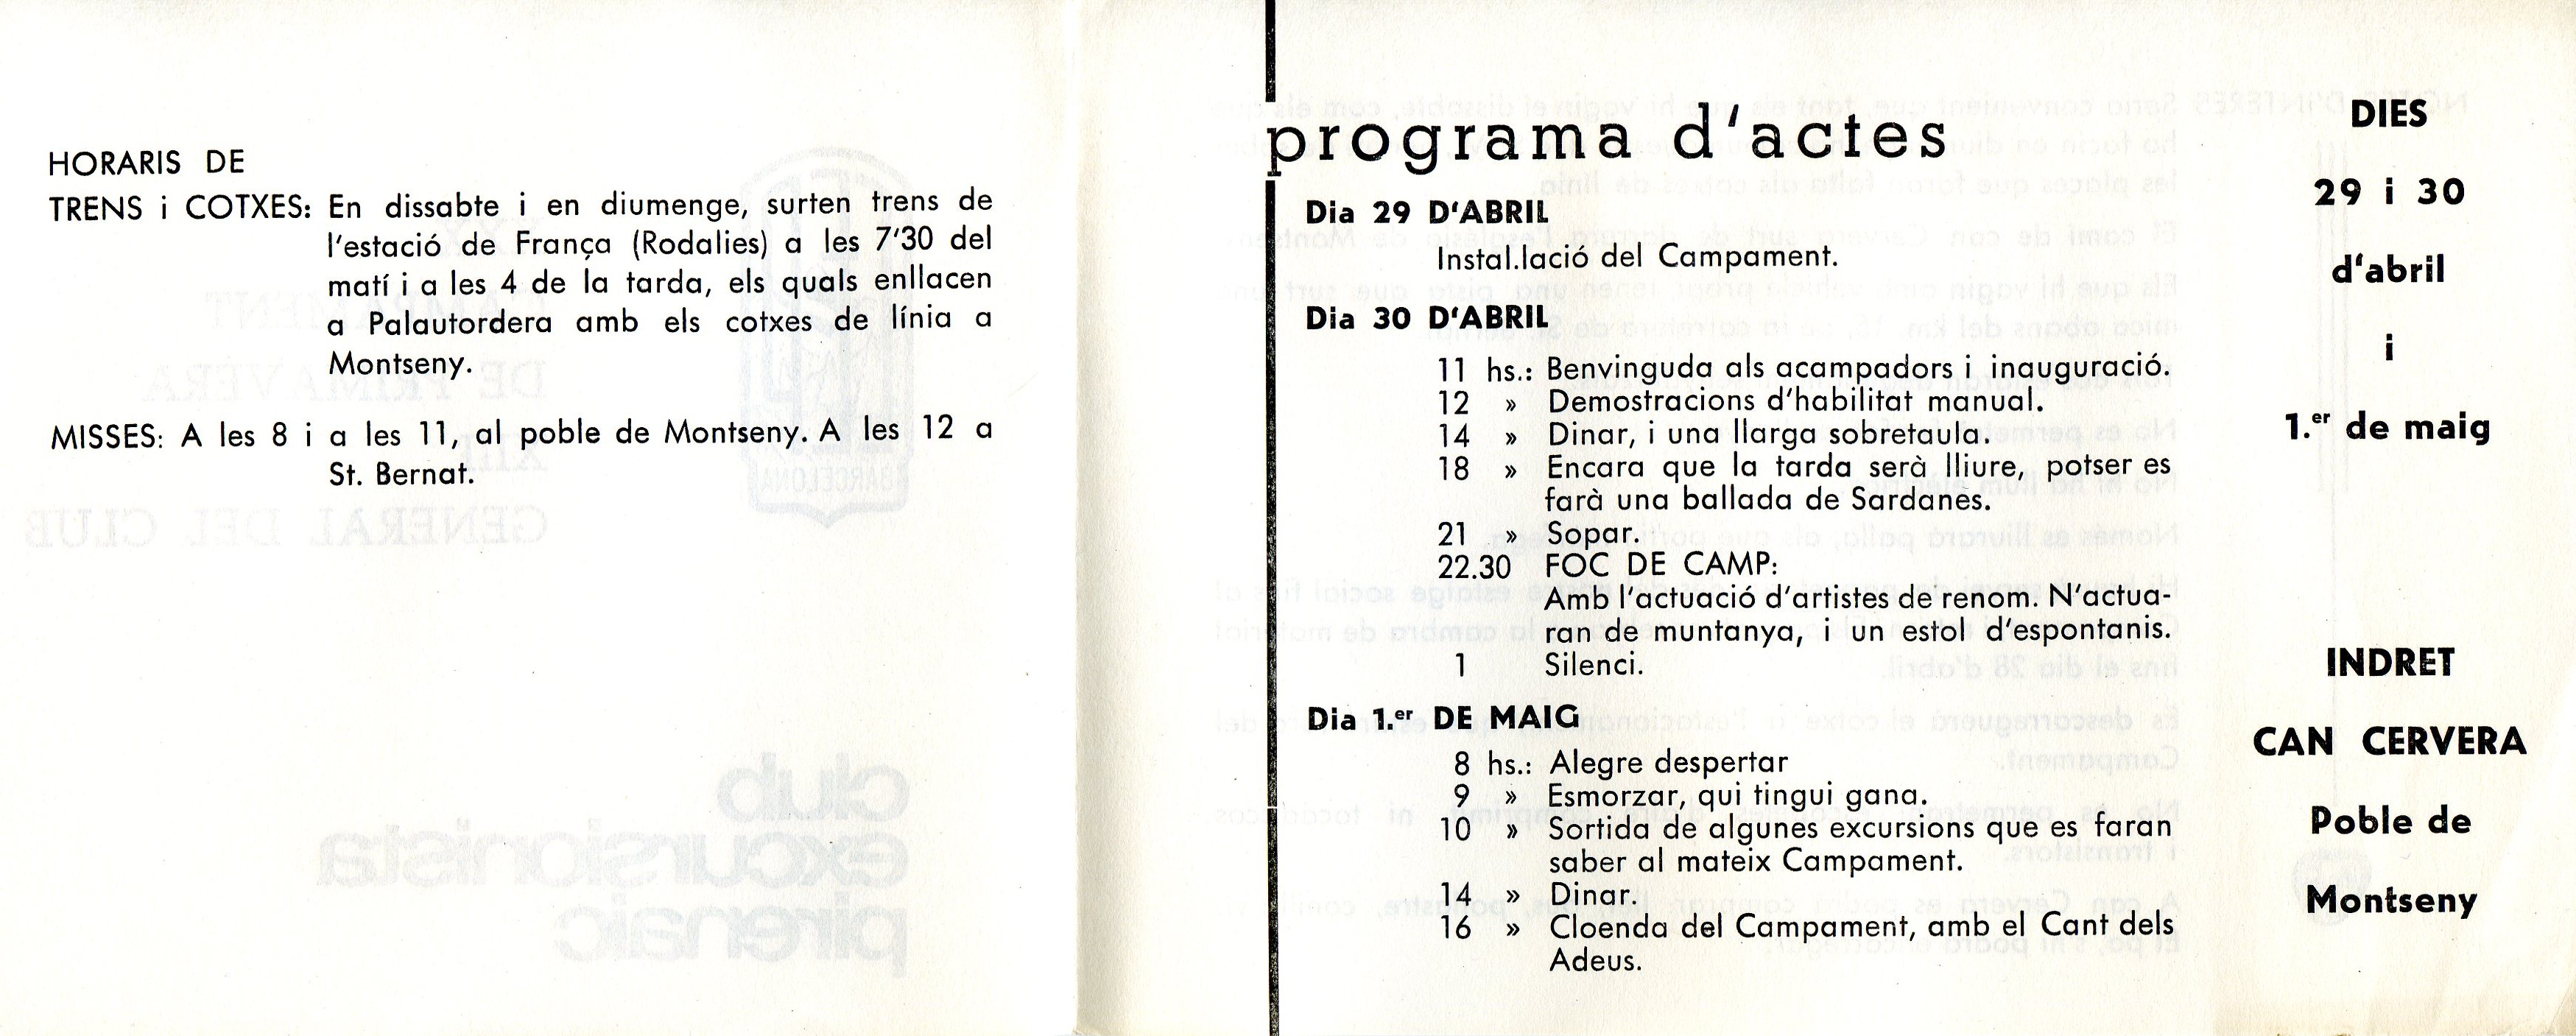 HORARIS DE
TRENS i COTXES: En dissabte i en diumenge, surten trens de
l'estació de França (Rodalies) a les 7'30 del
matí i a les 4 de la tarda, els quals enllacen
a Palautordera amb els cotxes de línia a
Montseny.
MISSES: A les 8 i a les 11, al poble de Montseny. A les 12 a
St. Bernat.
programa d'actes
Dia 29 D'ABRIL
Instal.lació del Campament.
Dia 30 D'ABRIL
11 hs.: Benvinguda als acampadors i inauguració.
12 » Demostracions d'habilitat manual.
14 » Dinar, i una llarga sobretaula.
18 » Encara que la tarda serà lliure, potser es
farà una ballada de Sardanes.
21 » Sopar.
22.30 FOC DE CAMP:
Amb l'actuació d'artistes de renom. N'actua-
ran de muntanya, i un estol d'espontanis.
1 Silenci.
Dia 1.er DE MAIG
8 hs.: Alegre despertar
9 » Esmorzar, qui tingui gana.
10 » Sortida de algunes excursions que es faran
saber al mateix Campament.
14 » Dinar.
16 » Cloenda del Campament, amb el Cant dels
Adeus.
DIES
29 i 30
d'abril
i
1.er de maig
INDRET
CAN CERVERA
Poble de
Montseny